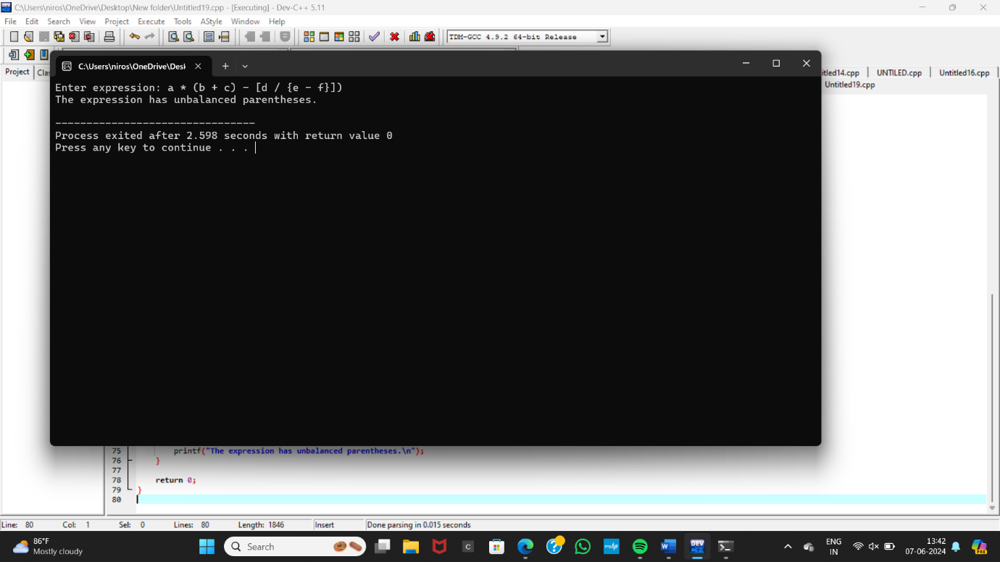 C:\Users\niros\OneDrive\Desktop\New folder\Untitled19.cpp - [Executing] - Dev-C++ 5.11
File Edit Search View Project Execute Tools AStyle Window Help
TDM-GCC 4.9.2 64-bit Release
Project
C:\Users\niros\OneDrive\Desk
itled14.cpp UNTILED.cpp Untitled16.cpp
Untitled19.cpp
Enter expression: a * (b + c) - [d / {e - f}])
The expression has unbalanced parentheses.
--------------------------------
Process exited after 2.598 seconds with return value 0
Press any key to continue . . .
75 printf("The expression has unbalanced parentheses.\n");
76 }
77
78 return 0;
79 }
80
Line: 80 Col: 1 Sel: 0 Lines: 80 Length: 1846 Insert Done parsing in 0.015 seconds
86°F
Mostly cloudy
Search
ENG
IN
13:42
07-06-2024